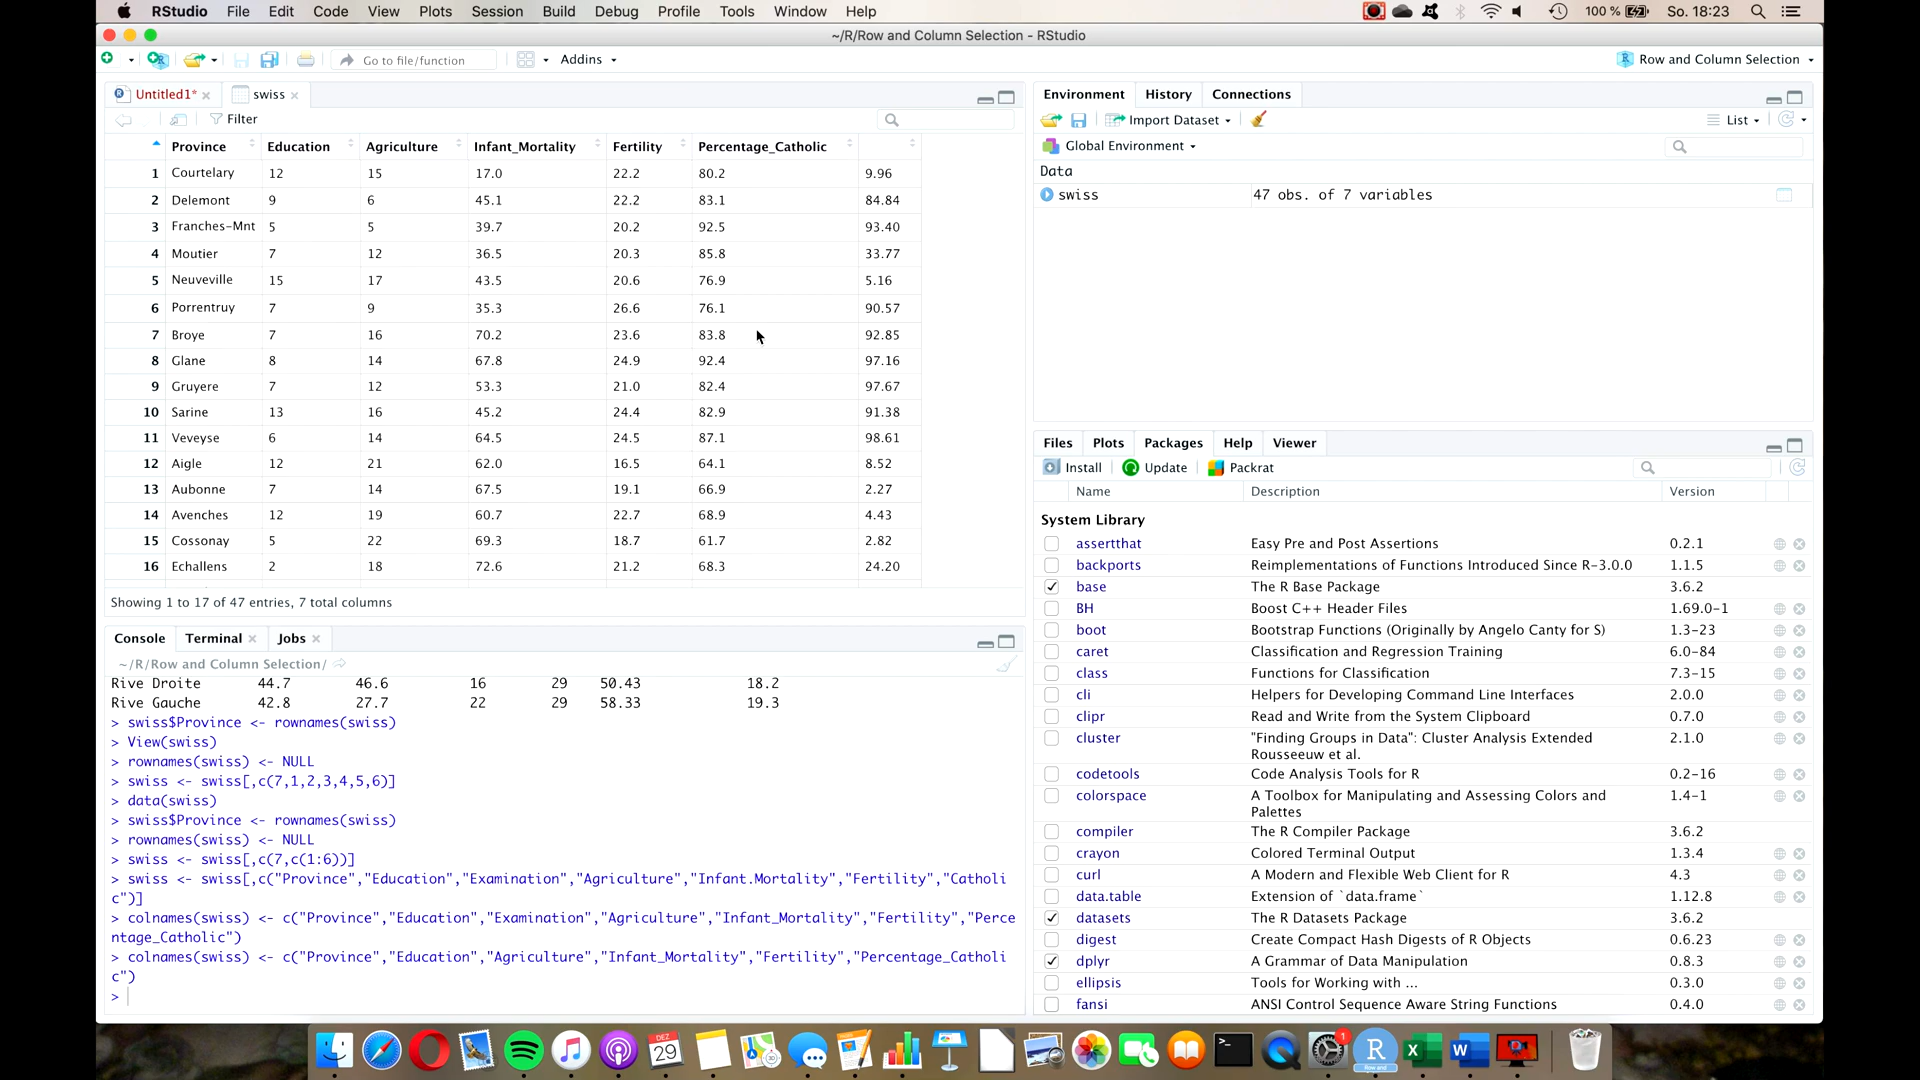 RStudio File Edit Code View Plots Session Build Debug Profile Tools Window Help 100 % So. 18:23
~/R/Row and Column Selection - RStudio
Go to file/function Addins Row and Column Selection
Untitled1* swiss
Filter
Province Education Agriculture Infant_Mortality Fertility Percentage_Catholic
1 Courtelary 12 15 17.0 22.2 80.2 9.96
2 Delemont 9 6 45.1 22.2 83.1 84.84
3 Franches-Mnt 5 5 39.7 20.2 92.5 93.40
4 Moutier 7 12 36.5 20.3 85.8 33.77
5 Neuveville 15 17 43.5 20.6 76.9 5.16
6 Porrentruy 7 9 35.3 26.6 76.1 90.57
7 Broye 7 16 70.2 23.6 83.8 92.85
8 Glane 8 14 67.8 24.9 92.4 97.16
9 Gruyere 7 12 53.3 21.0 82.4 97.67
10 Sarine 13 16 45.2 24.4 82.9 91.38
11 Veveyse 6 14 64.5 24.5 87.1 98.61
12 Aigle 12 21 62.0 16.5 64.1 8.52
13 Aubonne 7 14 67.5 19.1 66.9 2.27
14 Avenches 12 19 60.7 22.7 68.9 4.43
15 Cossonay 5 22 69.3 18.7 61.7 2.82
16 Echallens 2 18 72.6 21.2 68.3 24.20
Showing 1 to 17 of 47 entries, 7 total columns
Console Terminal Jobs
~/R/Row and Column Selection/
Rive Droite 44.7 46.6 16 29 50.43 18.2
Rive Gauche 42.8 27.7 22 29 58.33 19.3
> swiss$Province <- rownames(swiss)
> View(swiss)
> rownames(swiss) <- NULL
> swiss <- swiss[,c(7,1,2,3,4,5,6)]
> data(swiss)
> swiss$Province <- rownames(swiss)
> rownames(swiss) <- NULL
> swiss <- swiss[,c(7,c(1:6))]
> swiss <- swiss[,c("Province","Education","Examination","Agriculture","Infant.Mortality","Fertility","Catholi
c")]
> colnames(swiss) <- c("Province","Education","Examination","Agriculture","Infant_Mortality","Fertility","Perce
ntage_Catholic")
> colnames(swiss) <- c("Province","Education","Agriculture","Infant_Mortality","Fertility","Percentage_Catholi
c")
>
Environment History Connections
Import Dataset List
Global Environment
Data
swiss 47 obs. of 7 variables
Files Plots Packages Help Viewer
Install Update Packrat
Name Description Version
System Library
assertthat Easy Pre and Post Assertions 0.2.1
backports Reimplementations of Functions Introduced Since R-3.0.0 1.1.5
base The R Base Package 3.6.2
BH Boost C++ Header Files 1.69.0-1
boot Bootstrap Functions (Originally by Angelo Canty for S) 1.3-23
caret Classification and Regression Training 6.0-84
class Functions for Classification 7.3-15
cli Helpers for Developing Command Line Interfaces 2.0.0
clipr Read and Write from the System Clipboard 0.7.0
cluster "Finding Groups in Data": Cluster Analysis Extended 2.1.0
Rousseeuw et al.
codetools Code Analysis Tools for R 0.2-16
colorspace A Toolbox for Manipulating and Assessing Colors and 1.4-1
Palettes
compiler The R Compiler Package 3.6.2
crayon Colored Terminal Output 1.3.4
curl A Modern and Flexible Web Client for R 4.3
data.table Extension of `data.frame` 1.12.8
datasets The R Datasets Package 3.6.2
digest Create Compact Hash Digests of R Objects 0.6.23
dplyr A Grammar of Data Manipulation 0.8.3
ellipsis Tools for Working with ... 0.3.0
fansi ANSI Control Sequence Aware String Functions 0.4.0
DEZ
29
1
R
X
W